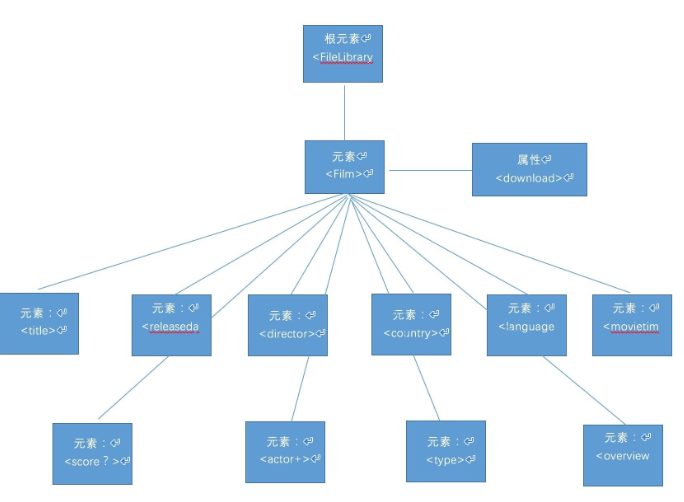 根元素
<FileLibrary
元素
<Film>
属性
<download>
元素：
<title>
元素：
<releaseda
元素：
<director>
元素：
<country>
元素：
<language
元素：
<movietim
元素：
<score？>
元素：
<actor+>
元素：
<type>
元素：
<overview